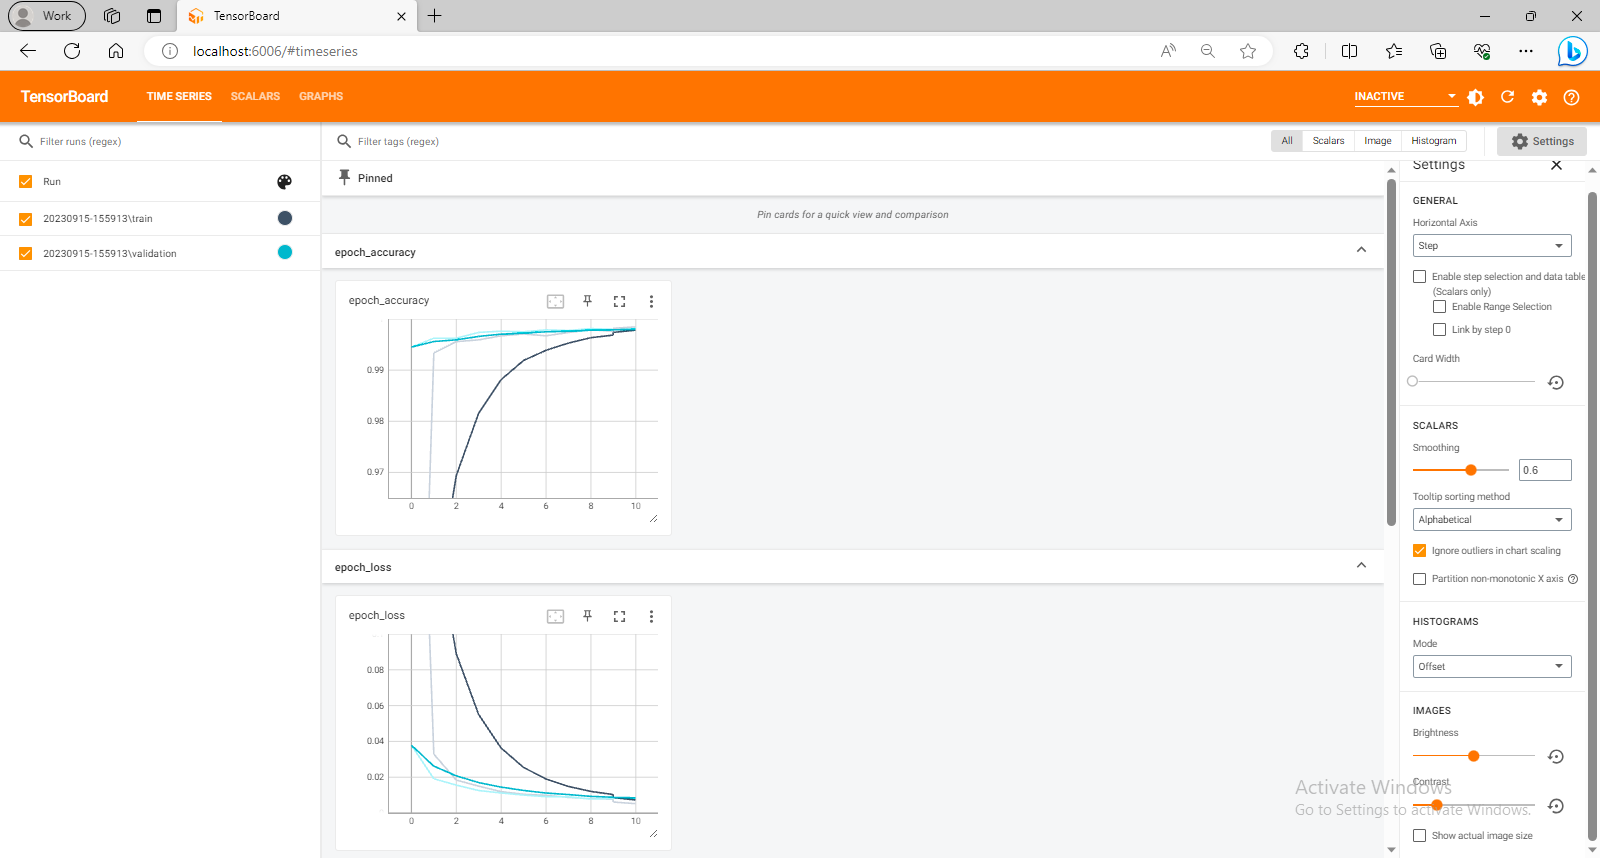 Work
TensorBoard
localhost:6006/#timeseries
TensorBoard
TIME SERIES
SCALARS
GRAPHS
INACTIVE
Filter runs (regex)
Filter tags (regex)
All
Scalars
Image
Histogram
Settings
Run
20230915-155913\train
20230915-155913\validation
Pinned
Pin cards for a quick view and comparison
epoch_accuracy
epoch_accuracy
0.99
0.98
0.97
0 2 4 6 8 10
epoch_loss
epoch_loss
0.08
0.06
0.04
0.02
0 2 4 6 8 10
Settings
GENERAL
Horizontal Axis
Step
Enable step selection and data table
(Scalars only)
Enable Range Selection
Link by step 0
Card Width
SCALARS
Smoothing
0.6
Tooltip sorting method
Alphabetical
Ignore outliers in chart scaling
Partition non-monotonic X axis
HISTOGRAMS
Mode
Offset
IMAGES
Brightness
Contrast
Show actual image size
Activate Windows
Go to Settings to activate Windows.